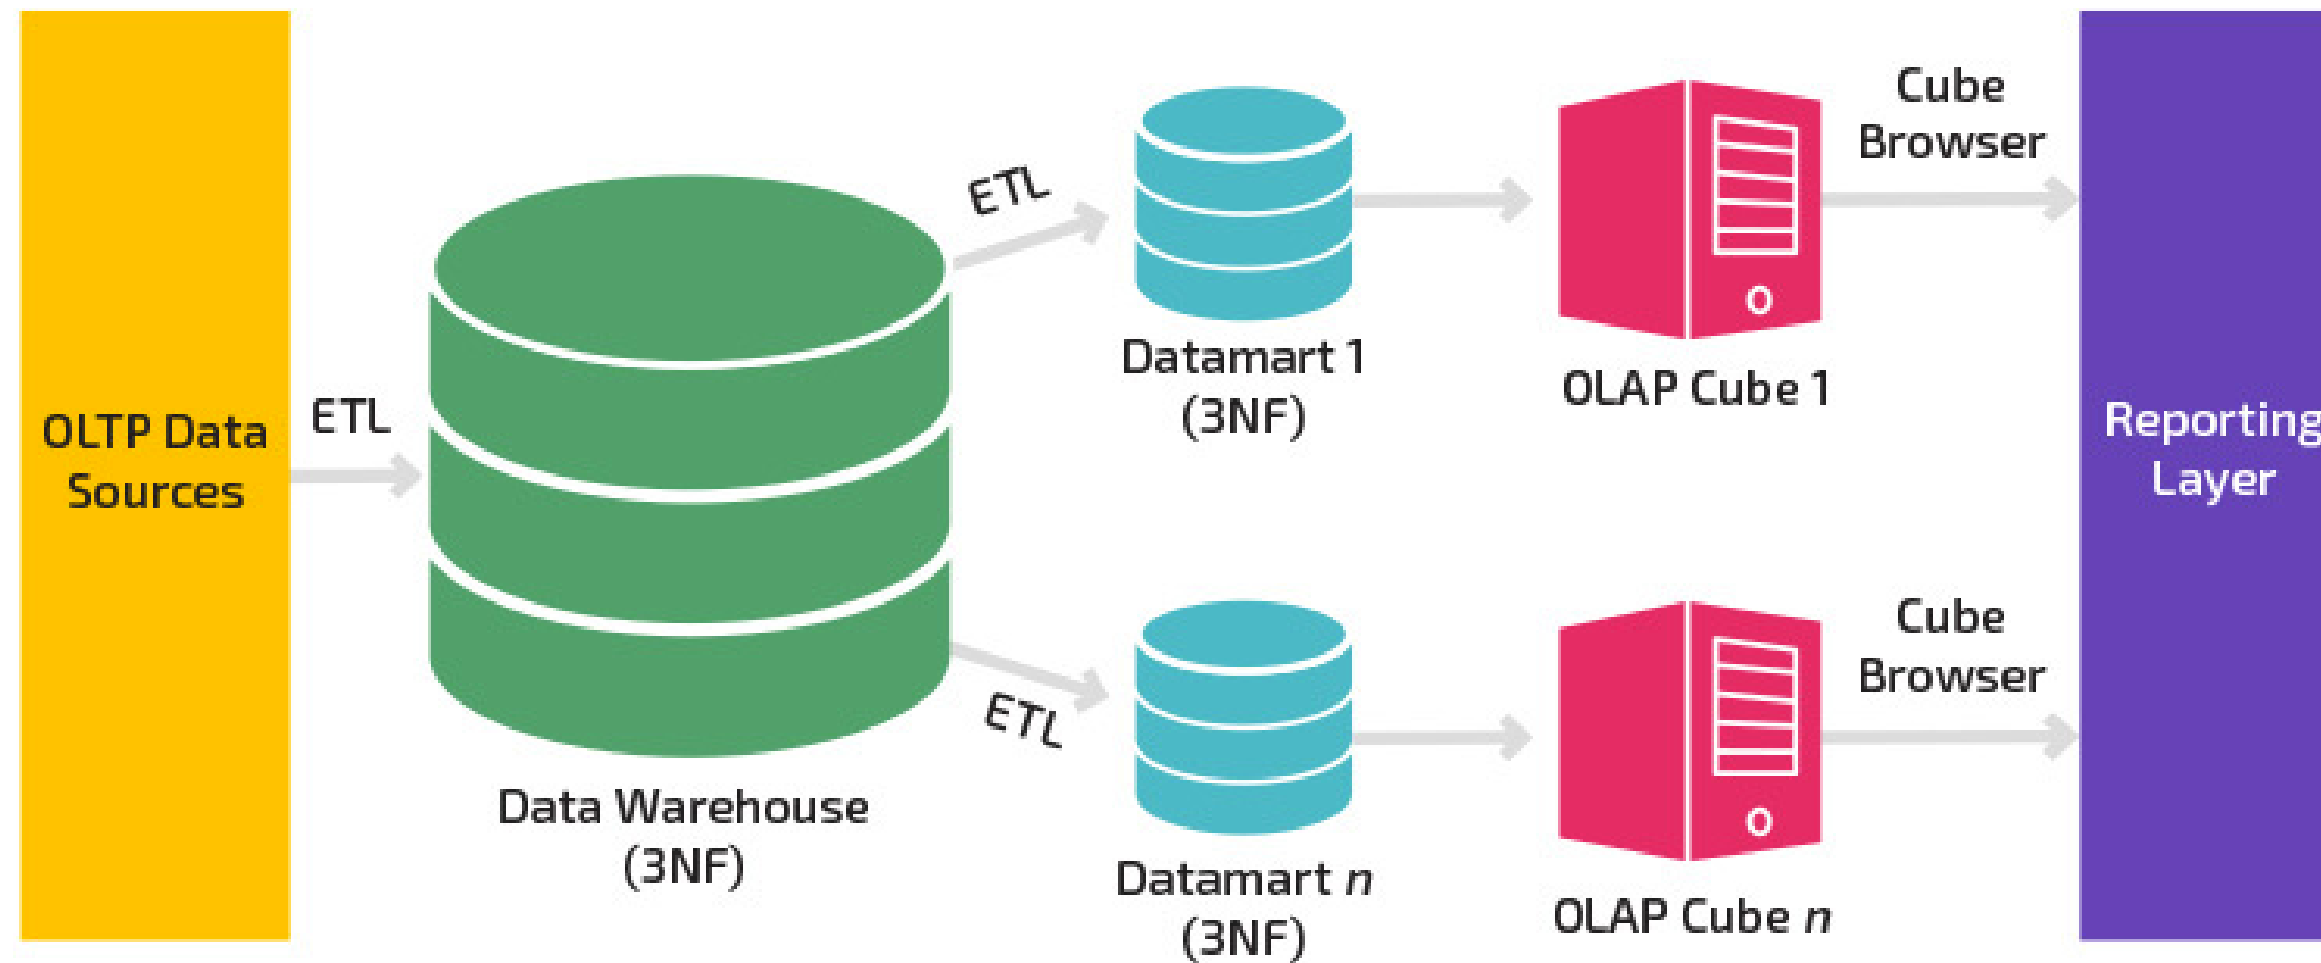 OLTP Data
Sources
ETL
Data Warehouse
(3NF)
ETL
ETL
Datamart 1
(3NF)
Datamart n
(3NF)
OLAP Cube 1
OLAP Cube n
Cube
Browser
Cube
Browser
Reporting
Layer